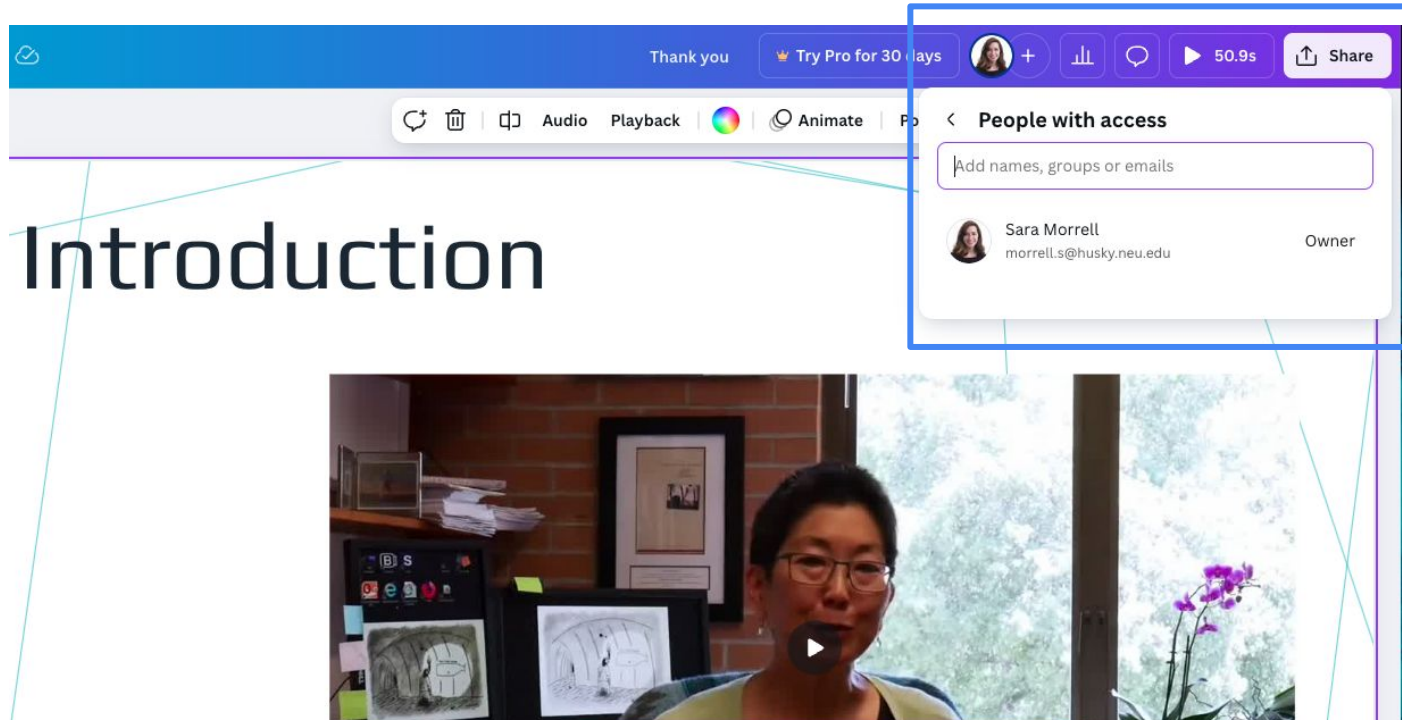 Thank you
Try Pro for 30 days
50.9s
Share
Audio
Playback
Animate
Po
People with access
Add names, groups or emails
Sara Morrell
Owner
morrell.s@husky.neu.edu
Introduction
B S